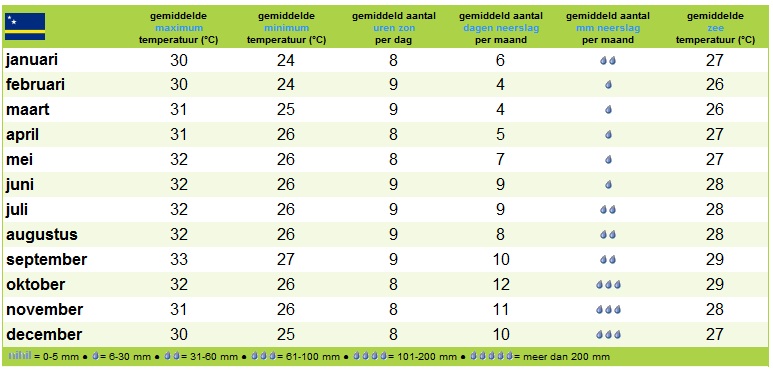 gemiddelde gemiddelde gemiddeld aantal gemiddeld aantal gemiddeld aantal gemiddelde
maximum minimum uren zon dagen neerslag mm neerslag zee
temperatuur (°C) temperatuur (°C) per dag per maand per maand temperatuur (°C)
januari 30 24 8 6 27
februari 30 24 9 4 26
maart 31 25 9 4 26
april 31 26 8 5 27
mei 32 26 8 7 27
juni 32 26 9 9 28
juli 32 26 9 9 28
augustus 32 26 9 8 28
september 33 27 9 10 29
oktober 32 26 8 12 29
november 31 26 8 11 28
december 30 25 8 10 27
nihil = 0-5 mm ● = 6-30 mm ● = 31-60 mm ● = 61-100 mm ● = 101-200 mm ● = meer dan 200 mm